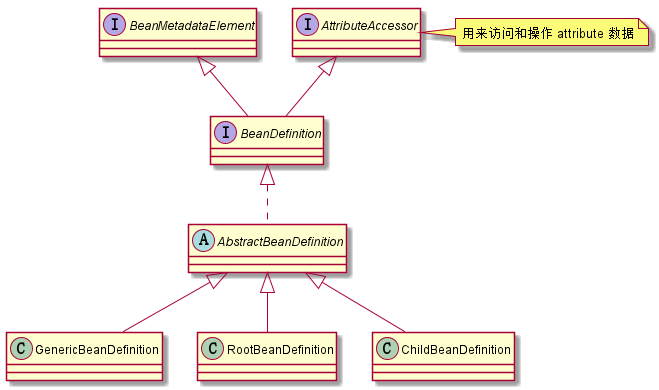 I BeanMetadataElement
I AttributeAccessor
用来访问和操作 attribute 数据
I BeanDefinition
A AbstractBeanDefinition
C GenericBeanDefinition
C RootBeanDefinition
C ChildBeanDefinition